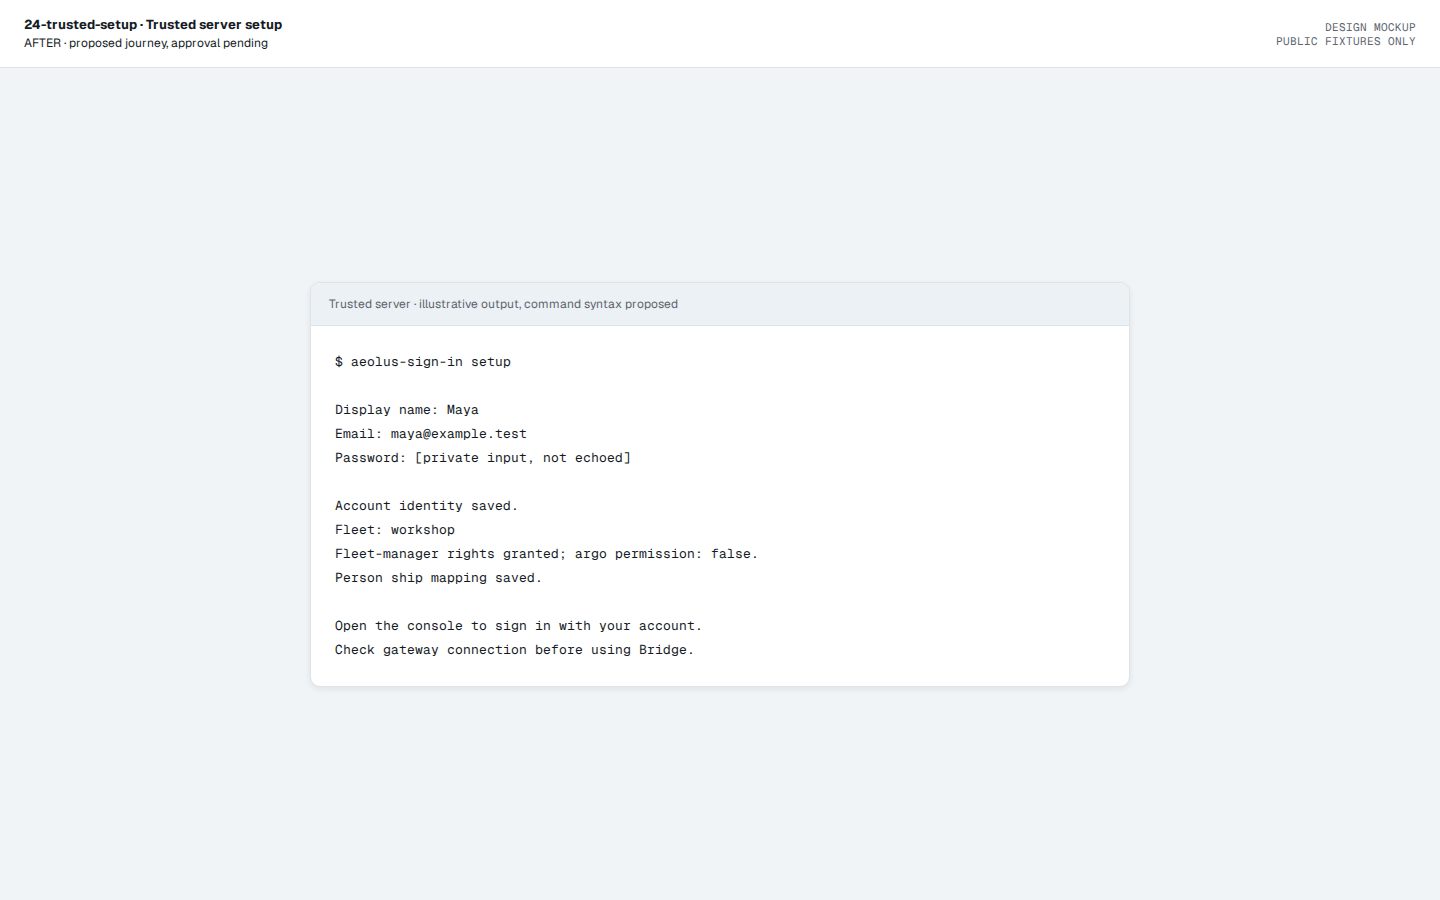 24-trusted-setup · Trusted server setup
AFTER · proposed journey, approval pending
DESIGN MOCKUP
PUBLIC FIXTURES ONLY
Trusted server · illustrative output, command syntax proposed
$ aeolus-sign-in setup
Display name: Maya
Email: maya@example.test
Password: [private input, not echoed]
Account identity saved.
Fleet: workshop
Fleet-manager rights granted; argo permission: false.
Person ship mapping saved.
Open the console to sign in with your account.
Check gateway connection before using Bridge.